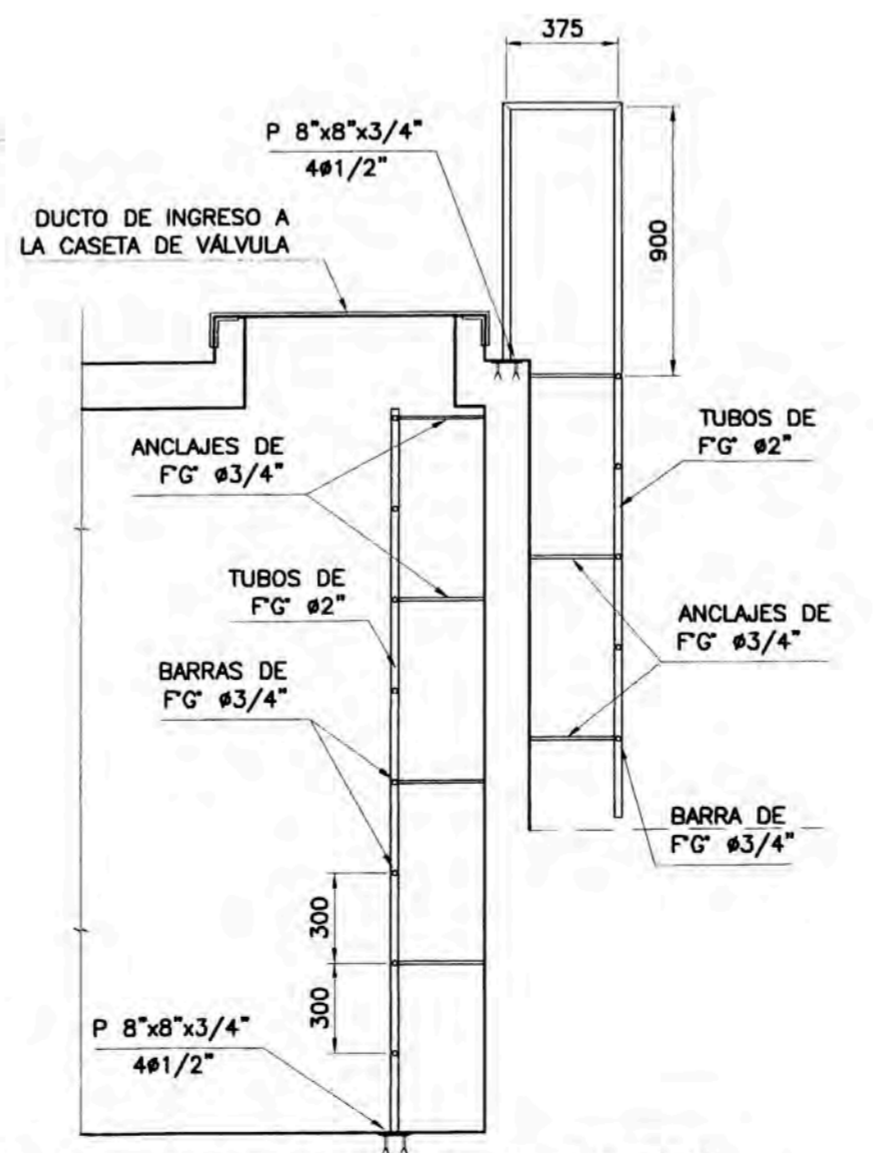 375
P 8"x8"x3/4"
4ø1/2"
DUCTO DE INGRESO A
LA CASETA DE VÁLVULA
900
ANCLAJES DE
F°G° ø3/4"
TUBOS DE
F°G° ø2"
TUBOS DE
F°G° ø2"
BARRAS DE
F°G° ø3/4"
ANCLAJES DE
F°G° ø3/4"
BARRA DE
F°G° ø3/4"
300
300
P 8"x8"x3/4"
4ø1/2"